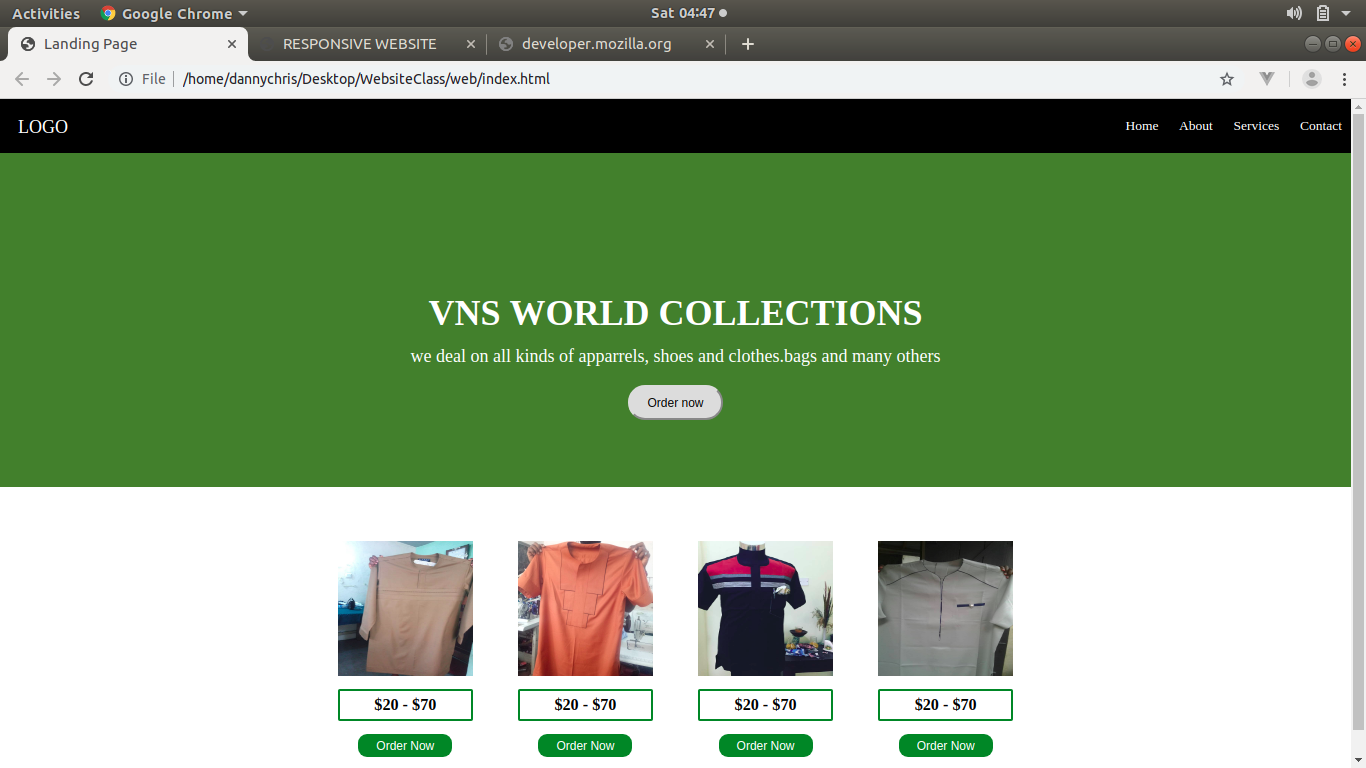 Activities Google Chrome Sat 04:47
Landing Page RESPONSIVE WEBSITE developer.mozilla.org
File /home/dannychris/Desktop/WebsiteClass/web/index.html
LOGO Home About Services Contact
VNS WORLD COLLECTIONS
we deal on all kinds of apparrels, shoes and clothes.bags and many others
Order now
$20 - $70 $20 - $70 $20 - $70 $20 - $70
Order Now Order Now Order Now Order Now